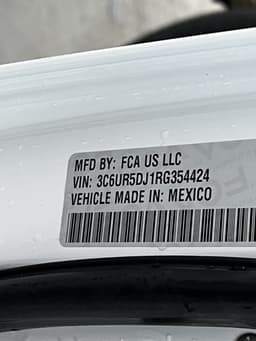 MFD BY: FCA US LLC
VIN: 3C6UR5DJ1RG354424
VEHICLE MADE IN: MEXICO